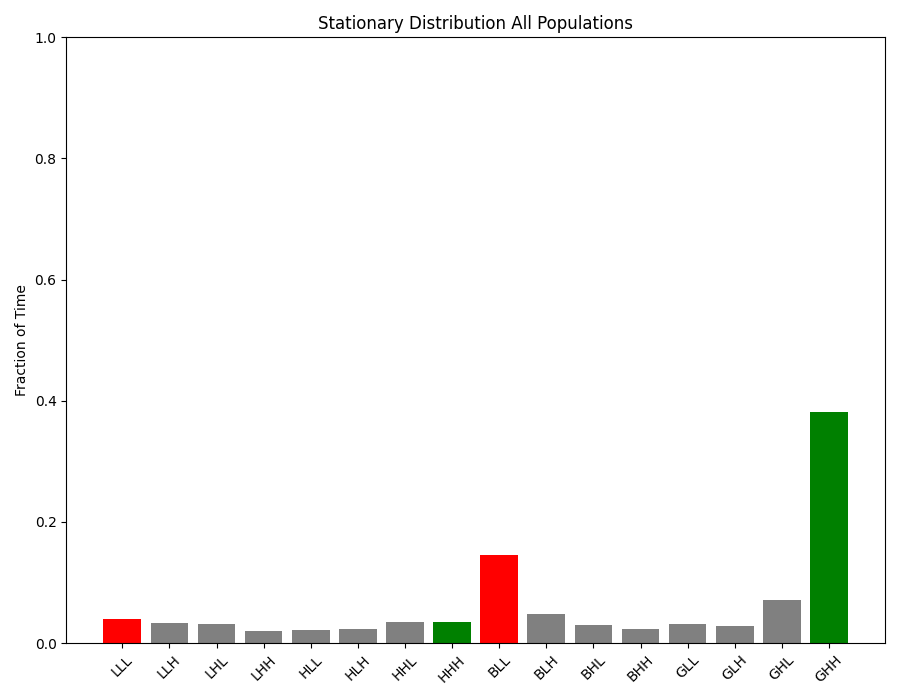 Stationary Distribution All Populations
1.0
0.8
0.6
0.4
0.2
0.0
Fraction of Time
LLL LLH LHL LHH HLL HLH HHL HHH BLL BLH BHL BHH GLL GLH GHL GHH